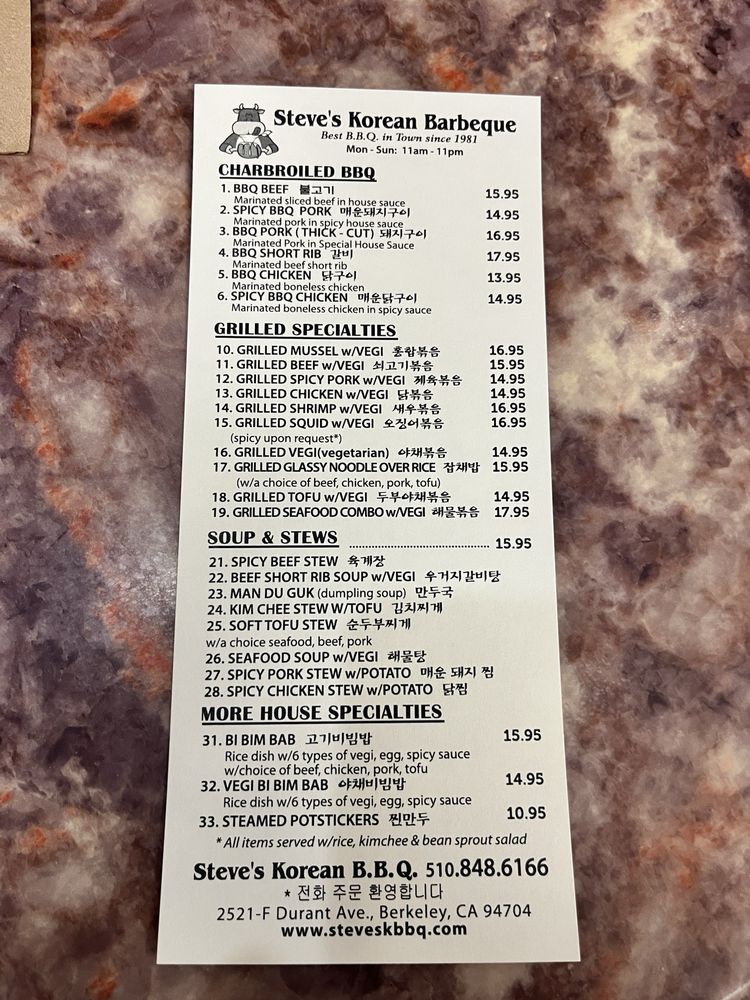 Steve's Korean Barbeque
Best B.B.Q. in Town since 1981
Mon - Sun: 11am - 11pm
CHARBROILED BBQ
1. BBQ BEEF 불고기 15.95
Marinated sliced beef in house sauce
2. SPICY BBQ PORK 매운돼지구이 14.95
Marinated pork in spicy house sauce
3. BBQ PORK ( THICK - CUT) 돼지구이 16.95
Marinated Pork in Special House Sauce
4. BBQ SHORT RIB 갈비 17.95
Marinated beef short rib
5. BBQ CHICKEN 닭구이 13.95
Marinated boneless chicken
6. SPICY BBQ CHICKEN 매운닭구이 14.95
Marinated boneless chicken in spicy sauce
GRILLED SPECIALTIES
10. GRILLED MUSSEL w/VEGI 홍합볶음 16.95
11. GRILLED BEEF w/VEGI 쇠고기볶음 15.95
12. GRILLED SPICY PORK w/VEGI 제육볶음 14.95
13. GRILLED CHICKEN w/VEGI 닭볶음 14.95
14. GRILLED SHRIMP w/VEGI 새우볶음 16.95
15. GRILLED SQUID w/VEGI 오징어볶음 16.95
(spicy upon request*)
16. GRILLED VEGI(vegetarian) 야채볶음 14.95
17. GRILLED GLASSY NOODLE OVER RICE 잡채밥 15.95
(w/a choice of beef, chicken, pork, tofu)
18. GRILLED TOFU w/VEGI 두부야채볶음 14.95
19. GRILLED SEAFOOD COMBO w/VEGI 해물볶음 17.95
SOUP & STEWS ........................................ 15.95
21. SPICY BEEF STEW 육계장
22. BEEF SHORT RIB SOUP w/VEGI 우거지갈비탕
23. MAN DU GUK (dumpling soup) 만두국
24. KIM CHEE STEW W/TOFU 김치찌게
25. SOFT TOFU STEW 순두부찌게
w/a choice seafood, beef, pork
26. SEAFOOD SOUP w/VEGI 해물탕
27. SPICY PORK STEW w/POTATO 매운 돼지 찜
28. SPICY CHICKEN STEW w/POTATO 닭찜
MORE HOUSE SPECIALTIES
31. BI BIM BAB 고기비빔밥 15.95
Rice dish w/6 types of vegi, egg, spicy sauce
w/choice of beef, chicken, pork, tofu
32. VEGI BI BIM BAB 야채비빔밥 14.95
Rice dish w/6 types of vegi, egg, spicy sauce
33. STEAMED POTSTICKERS 찐만두 10.95
* All items served w/rice, kimchee & bean sprout salad
Steve's Korean B.B.Q. 510.848.6166
* 전화 주문 환영합니다
2521-F Durant Ave., Berkeley, CA 94704
www.steveskbbq.com